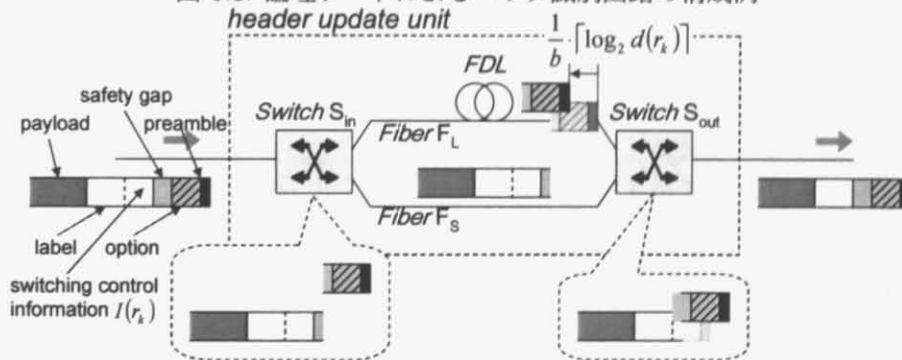 header update unit
1/b · ⌈log₂ d(r_k)⌉
FDL
safety gap
payload
preamble
Switch S_in
Switch S_out
Fiber F_L
Fiber F_S
label
option
switching control
information I(r_k)